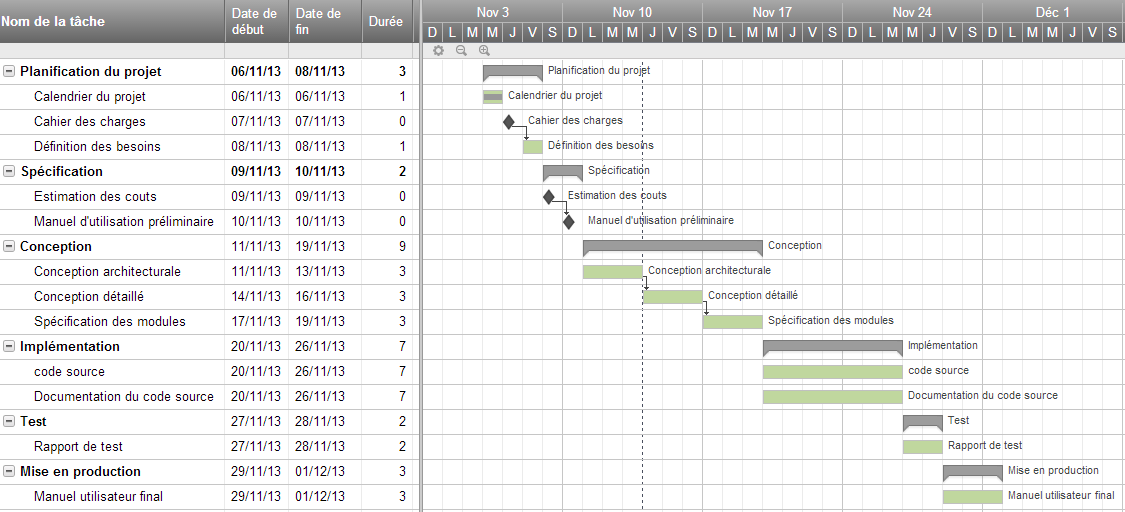 Nom de la tâche Date de début Date de fin Durée Nov 3 Nov 10 Nov 17 Nov 24 Déc 1
D L M M J V S D L M M J V S D L M M J V S D L M M J V S D L M M J V S
Planification du projet 06/11/13 08/11/13 3 Planification du projet
Calendrier du projet 06/11/13 06/11/13 1 Calendrier du projet
Cahier des charges 07/11/13 07/11/13 0 Cahier des charges
Définition des besoins 08/11/13 08/11/13 1 Définition des besoins
Spécification 09/11/13 10/11/13 2 Spécification
Estimation des couts 09/11/13 09/11/13 0 Estimation des couts
Manuel d'utilisation préliminaire 10/11/13 10/11/13 0 Manuel d'utilisation préliminaire
Conception 11/11/13 19/11/13 9 Conception
Conception architecturale 11/11/13 13/11/13 3 Conception architecturale
Conception détaillé 14/11/13 16/11/13 3 Conception détaillé
Spécification des modules 17/11/13 19/11/13 3 Spécification des modules
Implémentation 20/11/13 26/11/13 7 Implémentation
code source 20/11/13 26/11/13 7 code source
Documentation du code source 20/11/13 26/11/13 7 Documentation du code source
Test 27/11/13 28/11/13 2 Test
Rapport de test 27/11/13 28/11/13 2 Rapport de test
Mise en production 29/11/13 01/12/13 3 Mise en production
Manuel utilisateur final 29/11/13 01/12/13 3 Manuel utilisateur final